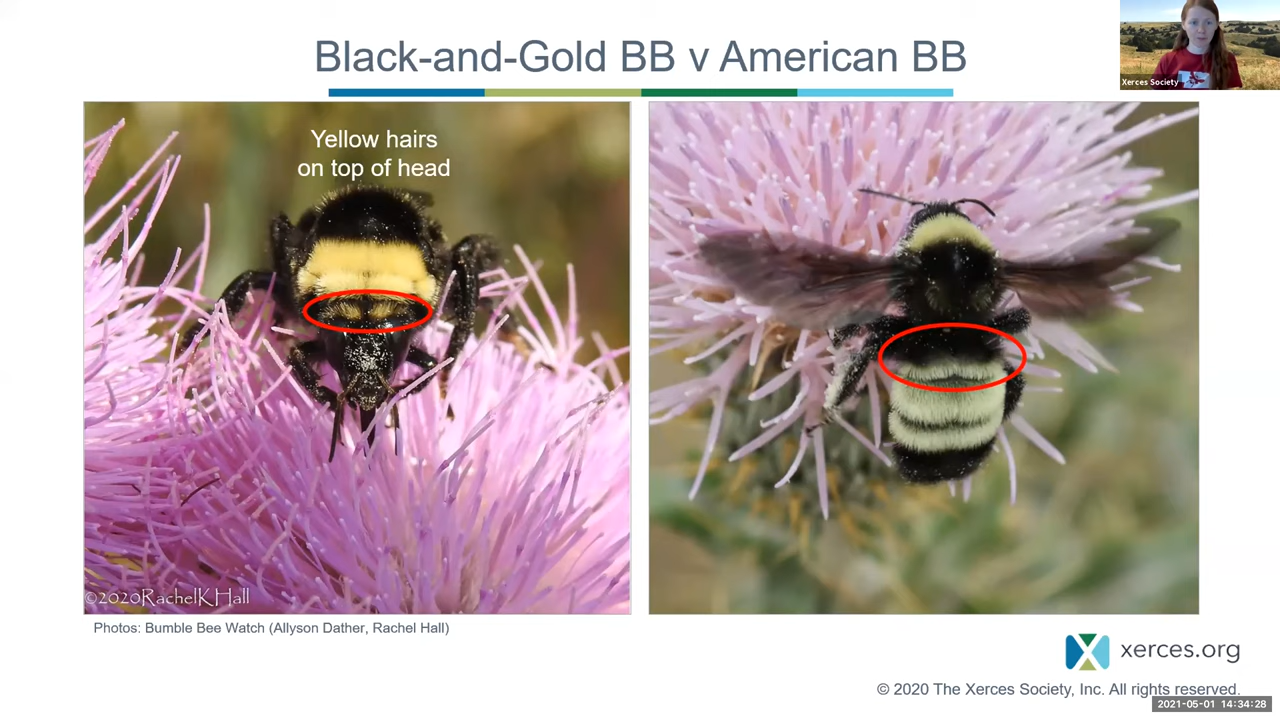 Black-and-Gold BB v American BB
Xerces Society
Yellow hairs
on top of head
©2020RachelKHall
Photos: Bumble Bee Watch (Allyson Dather, Rachel Hall)
xerces.org
© 2020 The Xerces Society, Inc. All rights reserved.
2021-05-01 14:34:28